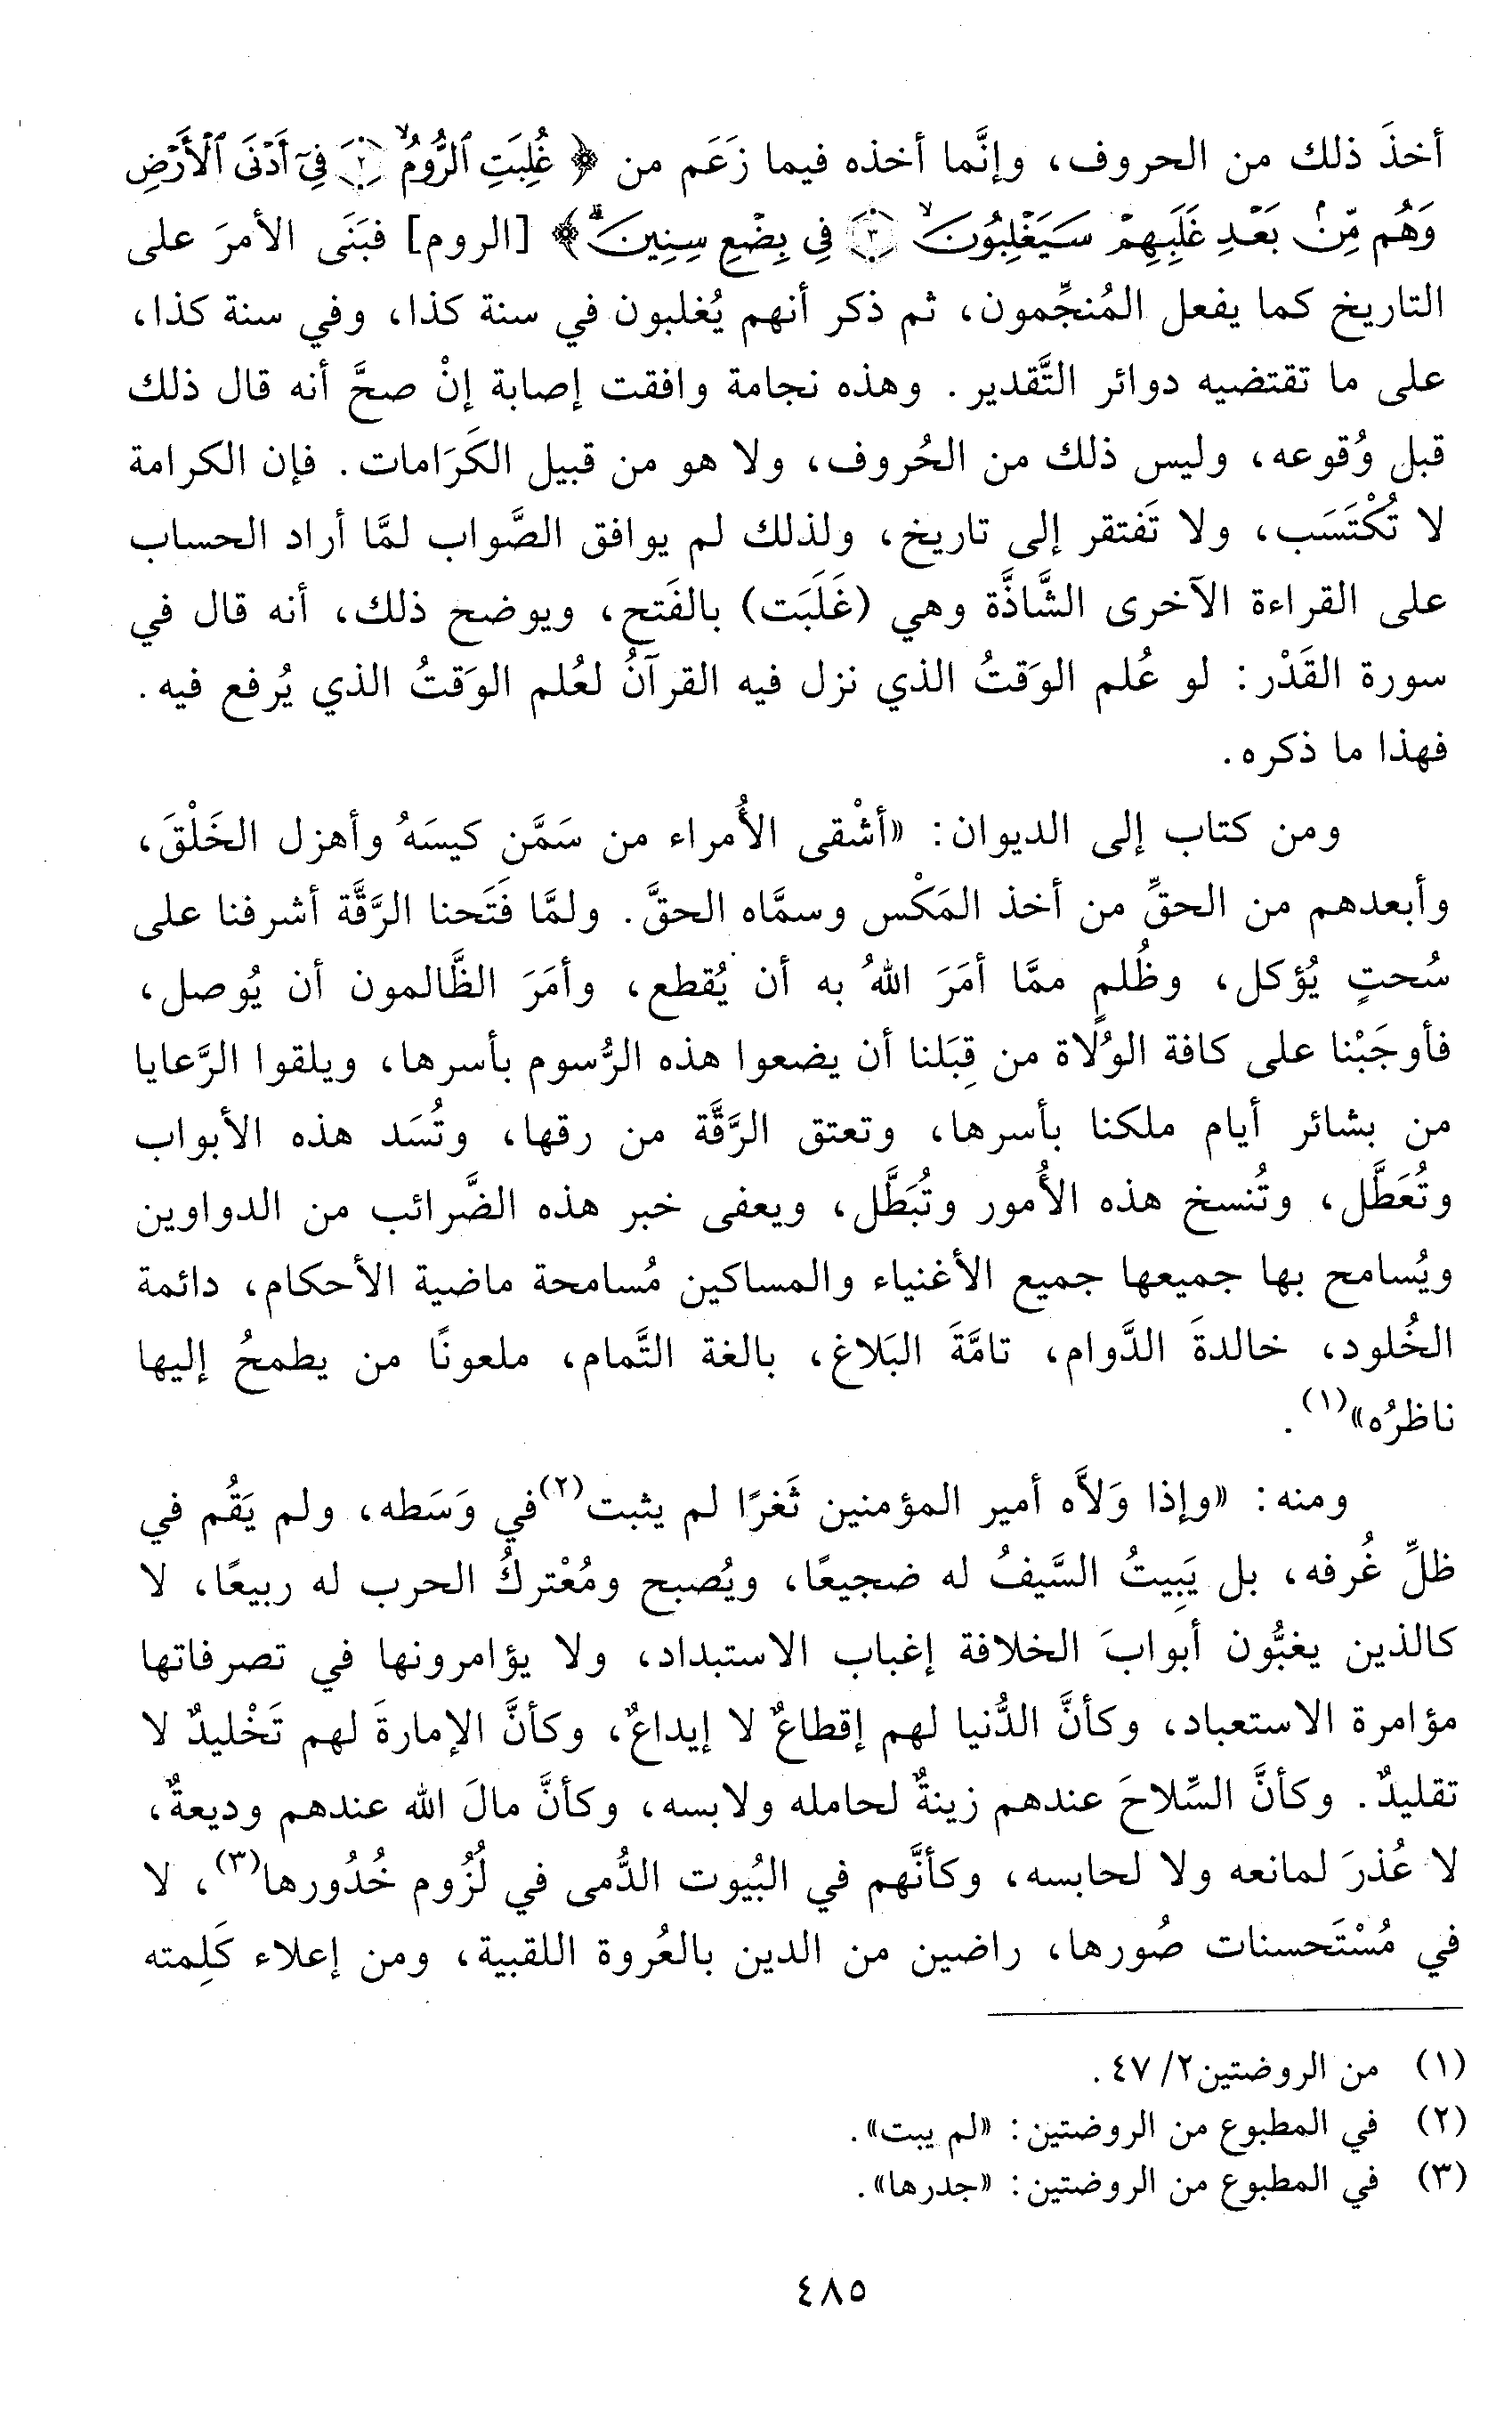 أخذَ ذلك من الحروف، وإنَّما أخذه فيما زَعَم من ﴿غُلِبَتِ ٱلرُّومُ ۙ ٢ فِىٓ أَدْنَى ٱلْأَرْضِ
وَهُم مِّنۢ بَعْدِ غَلَبِهِمْ سَيَغْلِبُونَ ۙ ٣ فِى بِضْعِ سِنِينَ ۗ﴾ [الروم] فبَنَى الأمرَ على
التاريخ كما يفعل المُنجِّمون، ثم ذكر أنهم يُغلبون في سنة كذا، وفي سنة كذا،
على ما تقتضيه دوائر التَّقدير. وهذه نجامة وافقت إصابة إنْ صحَّ أنه قال ذلك
قبل وُقوعه، وليس ذلك من الحُروف، ولا هو من قبيل الكَرَامات. فإن الكرامة
لا تُكْتَسَب، ولا تَفتقر إلى تاريخ، ولذلك لم يوافق الصَّواب لمَّا أراد الحساب
على القراءة الآخرى الشَّاذَّة وهي (غَلَبَت) بالفَتح، ويوضح ذلك، أنه قال في
سورة القَدْر: لو عُلم الوَقتُ الذي نزل فيه القرآنُ لعُلم الوَقتُ الذي يُرفع فيه.
فهذا ما ذكره.
ومن كتاب إلى الديوان: «أشْقى الأُمراء من سَمَّن كيسَهُ وأهزل الخَلْقَ،
وأبعدهم من الحقِّ من أخذ المَكْس وسمَّاه الحقَّ. ولمَّا فَتَحنا الرَّقَّة أشرفنا على
سُحتٍ يُؤكل، وظُلمٍ ممَّا أمَرَ اللهُ به أن يُقطع، وأمَرَ الظَّالمون أن يُوصل،
فأوجَبْنا على كافة الوُلاة من قِبَلنا أن يضعوا هذه الرُّسوم بأسرها، ويلقوا الرَّعايا
من بشائر أيام ملكنا بأسرها، وتعتق الرَّقَّة من رقها، وتُسَد هذه الأبواب
وتُعَطَّل، وتُنسخ هذه الأُمور وتُبَطَّل، ويعفى خبر هذه الضَّرائب من الدواوين
ويُسامح بها جميعها جميع الأغنياء والمساكين مُسامحة ماضية الأحكام، دائمة
الخُلود، خالدةَ الدَّوام، تامَّةَ البَلاغ، بالغة التَّمام، ملعونًا من يطمحُ إليها
ناظرُه»(١).
ومنه: «وإذا وَلاَّه أمير المؤمنين ثَغرًا لم يثبت(٢)في وَسَطه، ولم يَقُم في
ظلِّ غُرفه، بل يَبِيتُ السَّيفُ له ضجيعًا، ويُصبح ومُعْتركُ الحرب له ربيعًا، لا
كالذين يغبُّون أبوابَ الخلافة إغباب الاستبداد، ولا يؤامرونها في تصرفاتها
مؤامرة الاستعباد، وكأنَّ الدُّنيا لهم إقطاعٌ لا إيداعٌ، وكأنَّ الإمارةَ لهم تَخْليدٌ لا
تقليدٌ. وكأنَّ السِّلاحَ عندهم زينةٌ لحامله ولابسه، وكأنَّ مالَ الله عندهم وديعةٌ،
لا عُذرَ لمانعه ولا لحابسه، وكأنَّهم في البُيوت الدُّمى في لُزُوم خُدُورها(٣)، لا
في مُسْتَحسنات صُورها، راضين من الدين بالعُروة اللقبية، ومن إعلاء كَلِمته
(١) من الروضتين٢/ ٤٧.
(٢) في المطبوع من الروضتين: «لم يبت».
(٣) في المطبوع من الروضتين: «جدرها».
٤٨٥